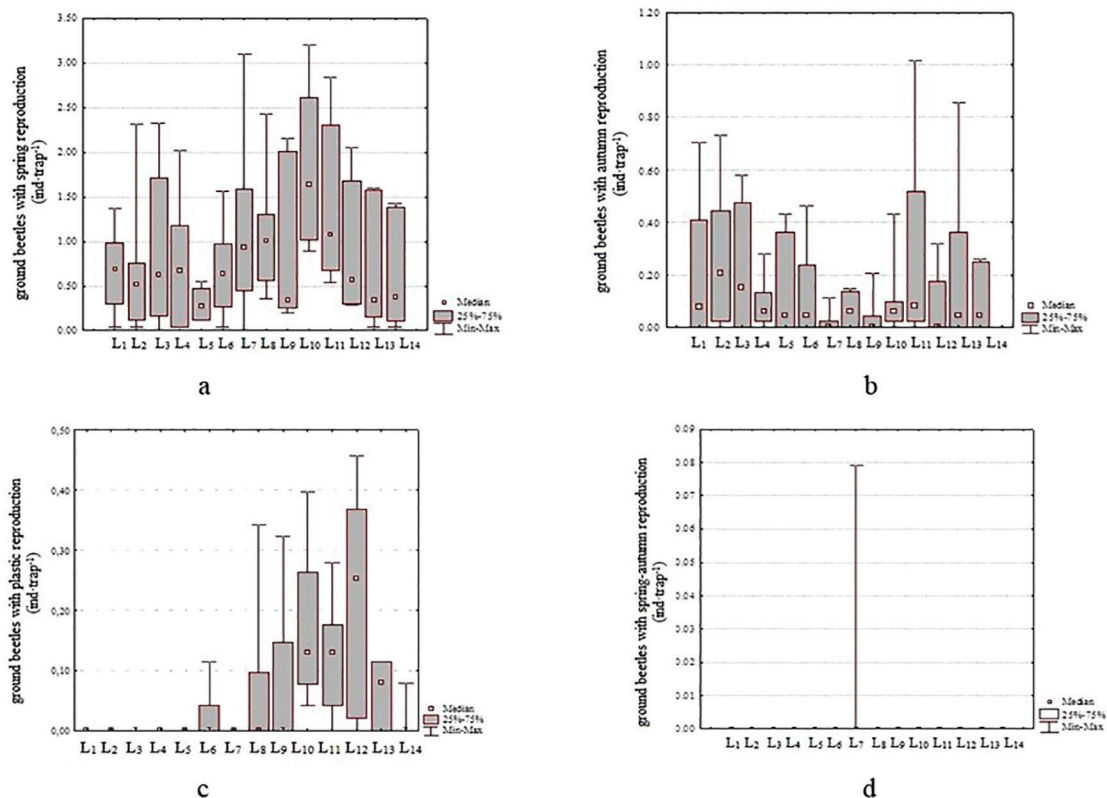 ground beetles with spring reproduction
(ind·trap-1)
3.50
3.00
2.50
2.00
1.50
1.00
0.50
0.00
L1 L2 L3 L4 L5 L6 L7 L8 L9 L10 L11 L12 L13 L14
Median
25%-75%
Min-Max
a
ground beetles with autumn reproduction
(ind·trap-1)
1.20
1.00
0.80
0.60
0.40
0.20
0.00
L1 L2 L3 L4 L5 L6 L7 L8 L9 L10 L11 L12 L13 L14
Median
25%-75%
Min-Max
b
ground beetles with plastic reproduction
(ind·trap-1)
0,50
0,40
0,30
0,20
0,10
0,00
L1 L2 L3 L4 L5 L6 L7 L8 L9 L10 L11 L12 L13 L14
Median
25%-75%
Min-Max
c
ground beetles with spring-autumn reproduction
(ind·trap-1)
0.09
0.08
0.07
0.06
0.05
0.04
0.03
0.02
0.01
0.00
L1 L2 L3 L4 L5 L6 L7 L8 L9 L10 L11 L12 L13 L14
Median
25%-75%
Min-Max
d